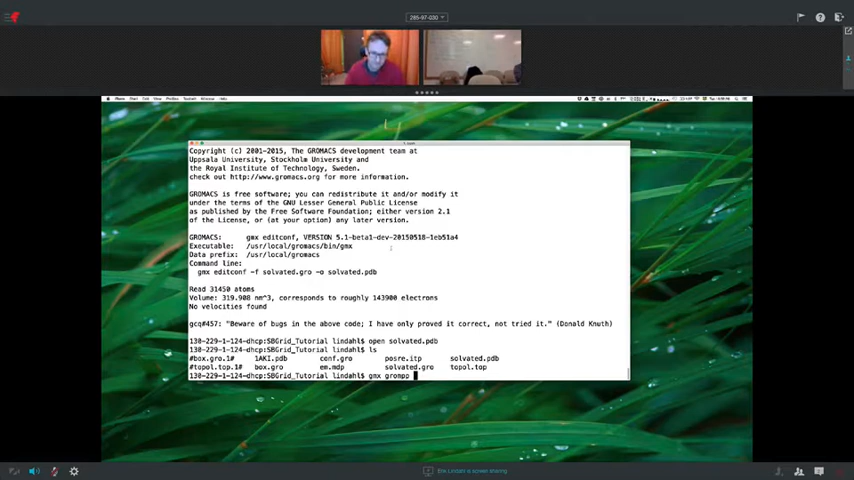 285-97-030
Copyright (c) 2001-2015, The GROMACS development team at
Uppsala University, Stockholm University and
the Royal Institute of Technology, Sweden.
check out http://www.gromacs.org for more information.
GROMACS is free software; you can redistribute it and/or modify it
under the terms of the GNU Lesser General Public License
as published by the Free Software Foundation; either version 2.1
of the License, or (at your option) any later version.
GROMACS: gmx editconf, VERSION 5.1-beta1-dev-20150518-1eb51a4
Executable: /usr/local/gromacs/bin/gmx
Data prefix: /usr/local/gromacs
Command line:
gmx editconf -f solvated.gro -o solvated.pdb
Read 31450 atoms
Volume: 319.908 nm^3, corresponds to roughly 143900 electrons
No velocities found
gcq#457: "Beware of bugs in the above code; I have only proved it correct, not tried it." (Donald Knuth)
130-229-1-124-dhcp:SBGrid_Tutorial lindahl$ open solvated.pdb
130-229-1-124-dhcp:SBGrid_Tutorial lindahl$ ls
#box.gro.1# 1AKI.pdb conf.gro posre.itp solvated.pdb
#topol.top.1# box.gro em.mdp solvated.gro topol.top
130-229-1-124-dhcp:SBGrid_Tutorial lindahl$ gmx grompp
Erik Lindahl is screen sharing